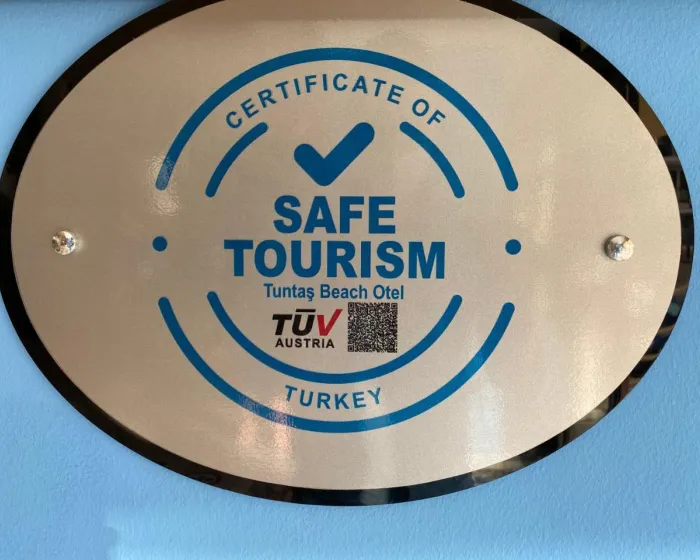 CERTIFICATE OF
SAFE
TOURISM
Tuntaş Beach Otel
TÜV
AUSTRIA
TURKEY